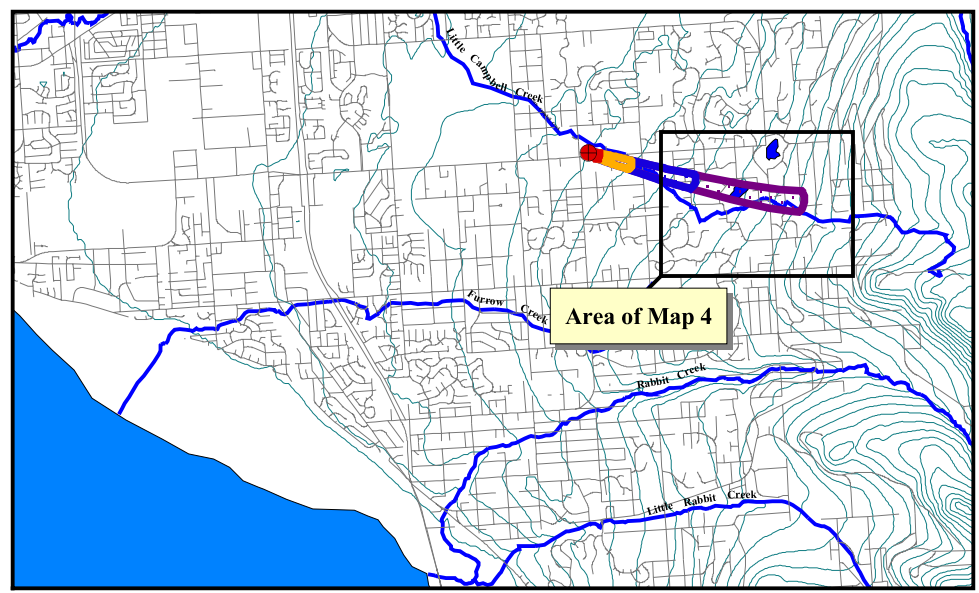 Little Campbell Creek
Furrow Creek
Area of Map 4
Rabbit Creek
Little Rabbit Creek